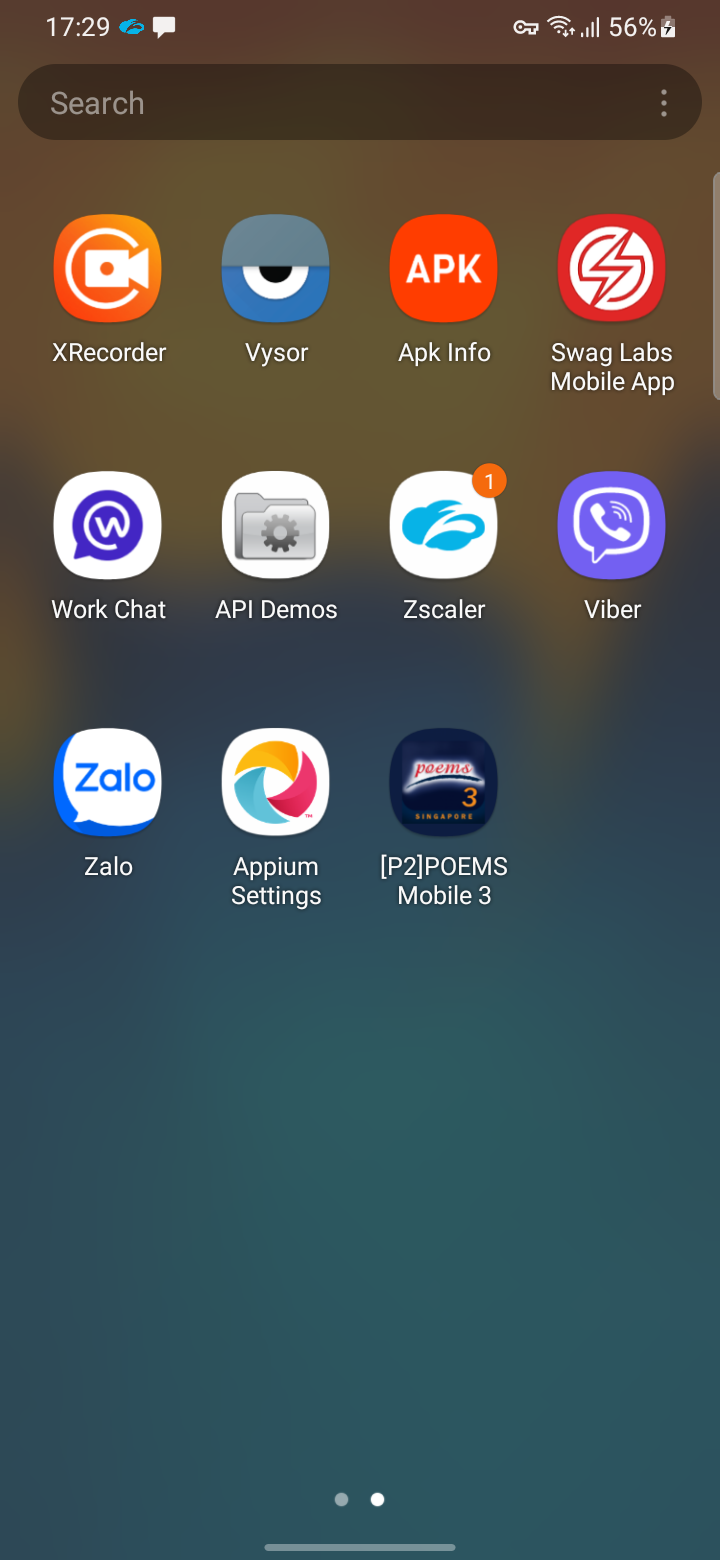 17:29
56%
Search
APK
XRecorder
Vysor
Apk Info
Swag Labs
Mobile App
1
W
Work Chat
API Demos
Zscaler
Viber
Zalo
poems
3
SINGAPORE
TM
Zalo
Appium
Settings
[P2]POEMS
Mobile 3